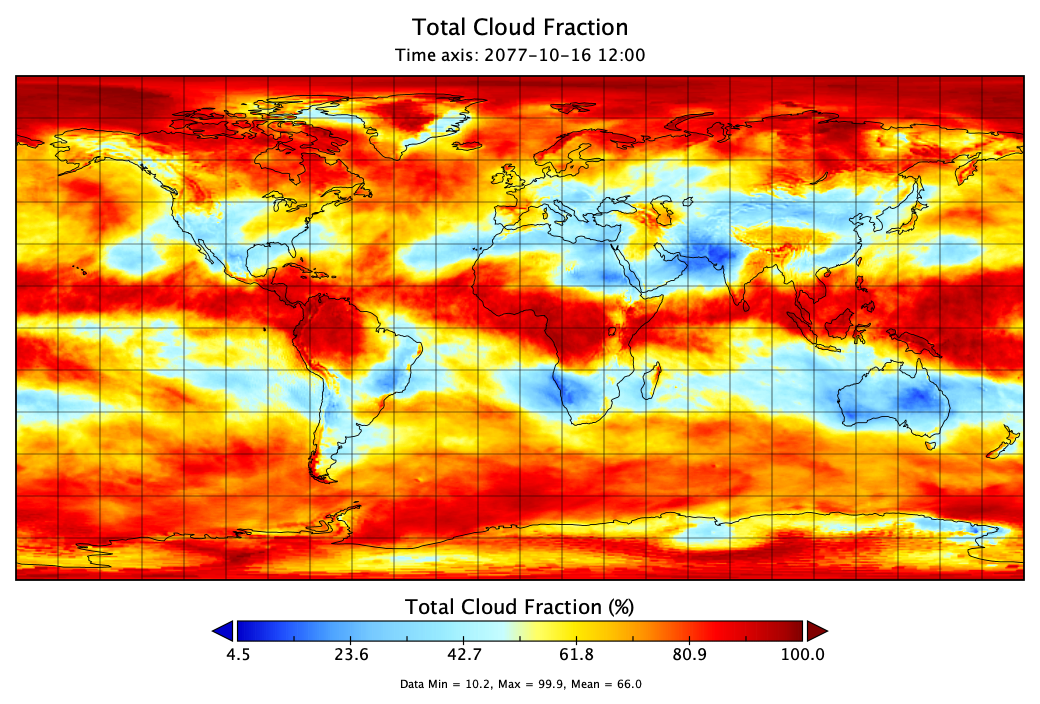 Total Cloud Fraction
Time axis: 2077-10-16 12:00
Total Cloud Fraction (%)
4.5 23.6 42.7 61.8 80.9 100.0
Data Min = 10.2, Max = 99.9, Mean = 66.0